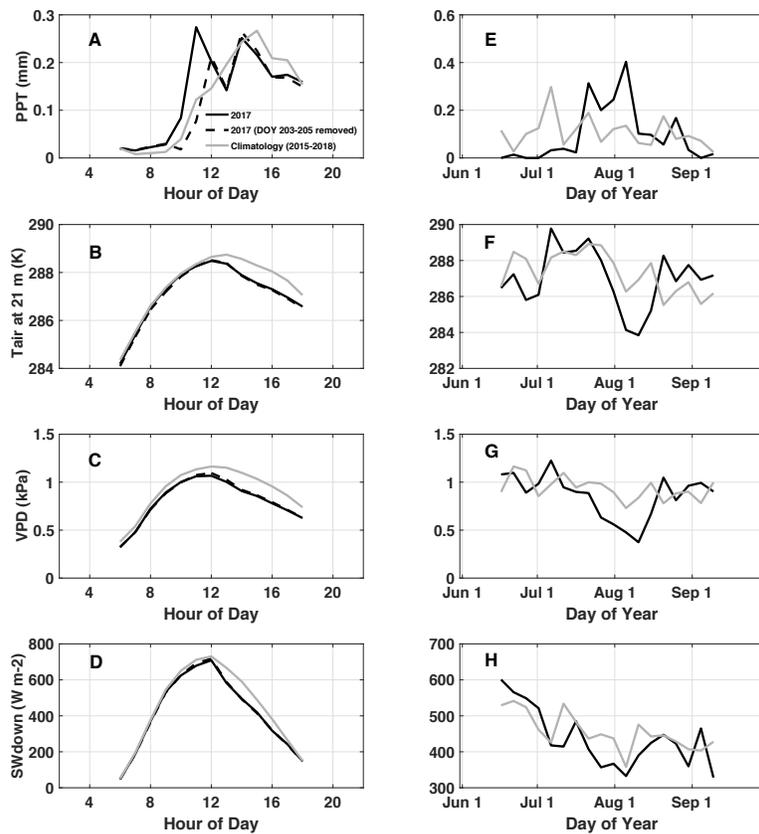 A
PPT (mm)
0.3
0.2
0.1
0
2017
2017 (DOY 203-205 removed)
Climatology (2015-2018)
4 8 12 16 20
Hour of Day
E
0.6
0.4
0.2
0
Jun 1 Jul 1 Aug 1 Sep 1
Day of Year
B
Tair at 21 m (K)
290
288
286
284
4 8 12 16 20
Hour of Day
F
290
288
286
284
282
Jun 1 Jul 1 Aug 1 Sep 1
Day of Year
C
VPD (kPa)
1.5
1
0.5
0
4 8 12 16 20
Hour of Day
G
1.5
1
0.5
0
Jun 1 Jul 1 Aug 1 Sep 1
Day of Year
D
SWdown (W m-2)
800
600
400
200
0
4 8 12 16 20
Hour of Day
H
700
600
500
400
300
Jun 1 Jul 1 Aug 1 Sep 1
Day of Year